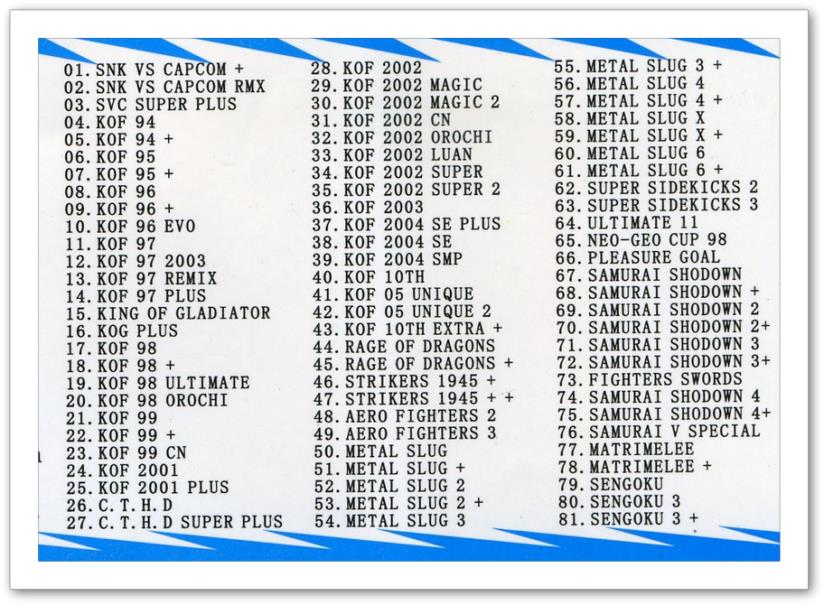 01. SNK VS CAPCOM +
02. SNK VS CAPCOM RMX
03. SVC SUPER PLUS
04. KOF 94
05. KOF 94 +
06. KOF 95
07. KOF 95 +
08. KOF 96
09. KOF 96 +
10. KOF 96 EVO
11. KOF 97
12. KOF 97 2003
13. KOF 97 REMIX
14. KOF 97 PLUS
15. KING OF GLADIATOR
16. KOG PLUS
17. KOF 98
18. KOF 98 +
19. KOF 98 ULTIMATE
20. KOF 98 OROCHI
21. KOF 99
22. KOF 99 +
23. KOF 99 CN
24. KOF 2001
25. KOF 2001 PLUS
26. C.T.H.D
27. C.T.H.D SUPER PLUS
28. KOF 2002
29. KOF 2002 MAGIC
30. KOF 2002 MAGIC 2
31. KOF 2002 CN
32. KOF 2002 OROCHI
33. KOF 2002 LUAN
34. KOF 2002 SUPER
35. KOF 2002 SUPER 2
36. KOF 2003
37. KOF 2004 SE PLUS
38. KOF 2004 SE
39. KOF 2004 SMP
40. KOF 10TH
41. KOF 05 UNIQUE
42. KOF 05 UNIQUE 2
43. KOF 10TH EXTRA +
44. RAGE OF DRAGONS
45. RAGE OF DRAGONS +
46. STRIKERS 1945 +
47. STRIKERS 1945 + +
48. AERO FIGHTERS 2
49. AERO FIGHTERS 3
50. METAL SLUG
51. METAL SLUG +
52. METAL SLUG 2
53. METAL SLUG 2 +
54. METAL SLUG 3
55. METAL SLUG 3 +
56. METAL SLUG 4
57. METAL SLUG 4 +
58. METAL SLUG X
59. METAL SLUG X +
60. METAL SLUG 6
61. METAL SLUG 6 +
62. SUPER SIDEKICKS 2
63. SUPER SIDEKICKS 3
64. ULTIMATE 11
65. NEO-GEO CUP 98
66. PLEASURE GOAL
67. SAMURAI SHODOWN
68. SAMURAI SHODOWN +
69. SAMURAI SHODOWN 2
70. SAMURAI SHODOWN 2+
71. SAMURAI SHODOWN 3
72. SAMURAI SHODOWN 3+
73. FIGHTERS SWORDS
74. SAMURAI SHODOWN 4
75. SAMURAI SHODOWN 4+
76. SAMURAI V SPECIAL
77. MATRIMELEE
78. MATRIMELEE +
79. SENGOKU
80. SENGOKU 3
81. SENGOKU 3 +